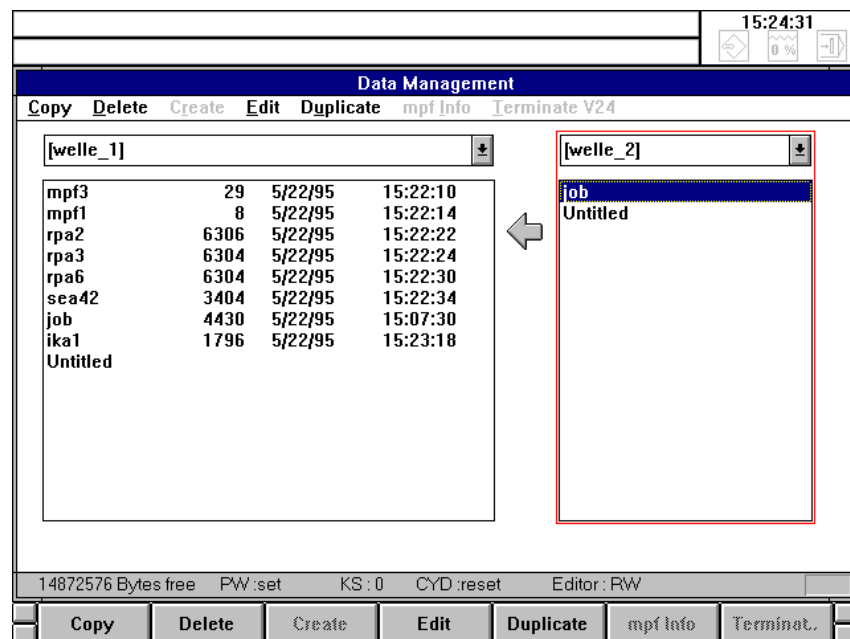 15:24:31
0 %
Data Management
Copy Delete Create Edit Duplicate mpf Info Terminate V24
[welle_1] [welle_2]
mpf3 29 5/22/95 15:22:10 job
mpf1 8 5/22/95 15:22:14 Untitled
rpa2 6306 5/22/95 15:22:22
rpa3 6304 5/22/95 15:22:24
rpa6 6304 5/22/95 15:22:30
sea42 3404 5/22/95 15:22:34
job 4430 5/22/95 15:07:30
ika1 1796 5/22/95 15:23:18
Untitled
14872576 Bytes free PW :set KS : 0 CYD :reset Editor : RW
Copy Delete Create Edit Duplicate mpf Info Terminat..